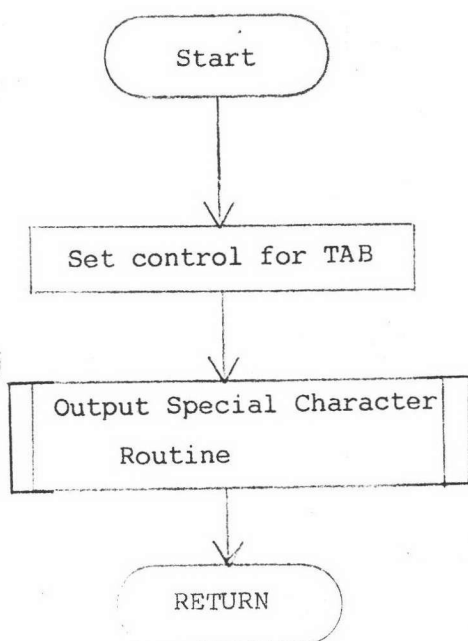 Start
Set control for TAB
Output Special Character
Routine
RETURN